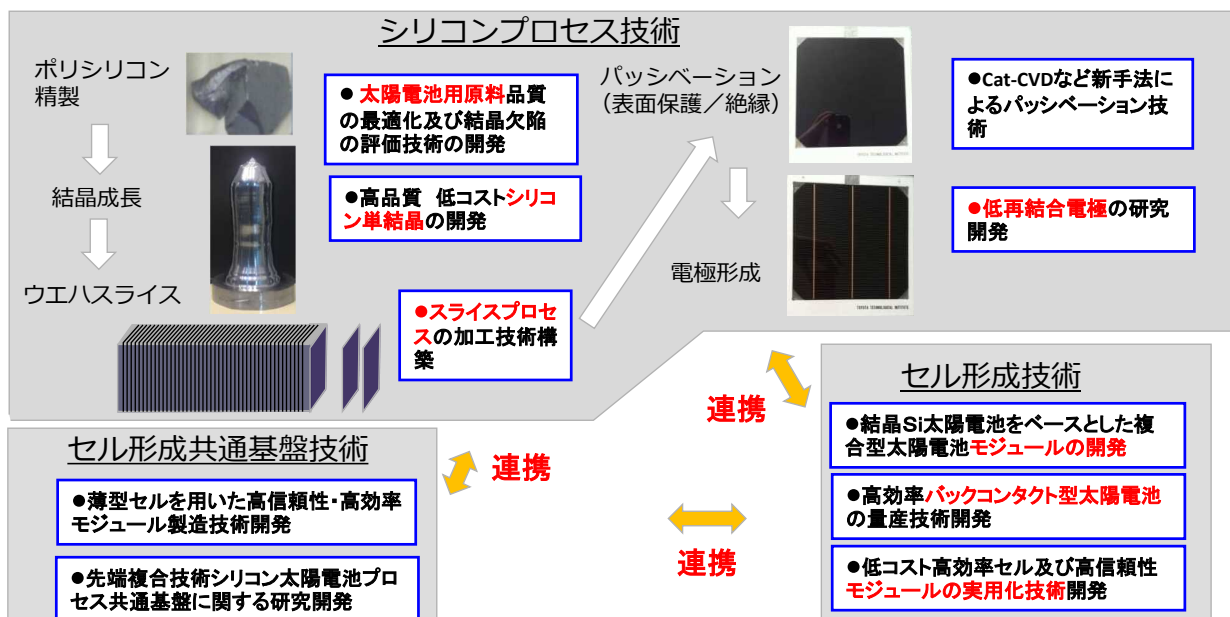 シリコンプロセス技術
ポリシリコン
精製
結晶成長
ウエハスライス
● 太陽電池用原料品質
の最適化及び結晶欠陥
の評価技術の開発
●高品質 低コストシリコ
ン単結晶の開発
●スライスプロセ
スの加工技術構
築
パッシベーション
(表面保護/絶縁)
電極形成
TOYOTA TECHNOLOGICAL INSTITUTE
TOYOTA TECHNOLOGICAL INSTITUTE
●Cat-CVDなど新手法に
よるパッシベーション技
術
●低再結合電極の研究
開発
連携
セル形成共通基盤技術
●薄型セルを用いた高信頼性・高効率
モジュール製造技術開発
●先端複合技術シリコン太陽電池プロ
セス共通基盤に関する研究開発
連携
連携
セル形成技術
●結晶Si太陽電池をベースとした複
合型太陽電池モジュールの開発
●高効率バックコンタクト型太陽電池
の量産技術開発
●低コスト高効率セル及び高信頼性
モジュールの実用化技術開発